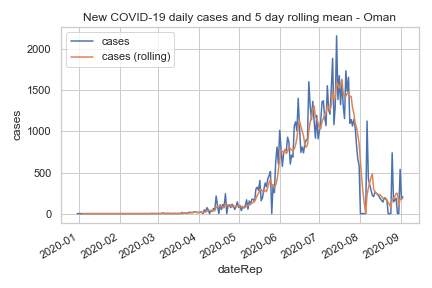 New COVID-19 daily cases and 5 day rolling mean - Oman
cases
cases (rolling)
2000
1500
1000
500
0
cases
2020-01
2020-02
2020-03
2020-04
2020-05
2020-06
2020-07
2020-08
2020-09
dateRep